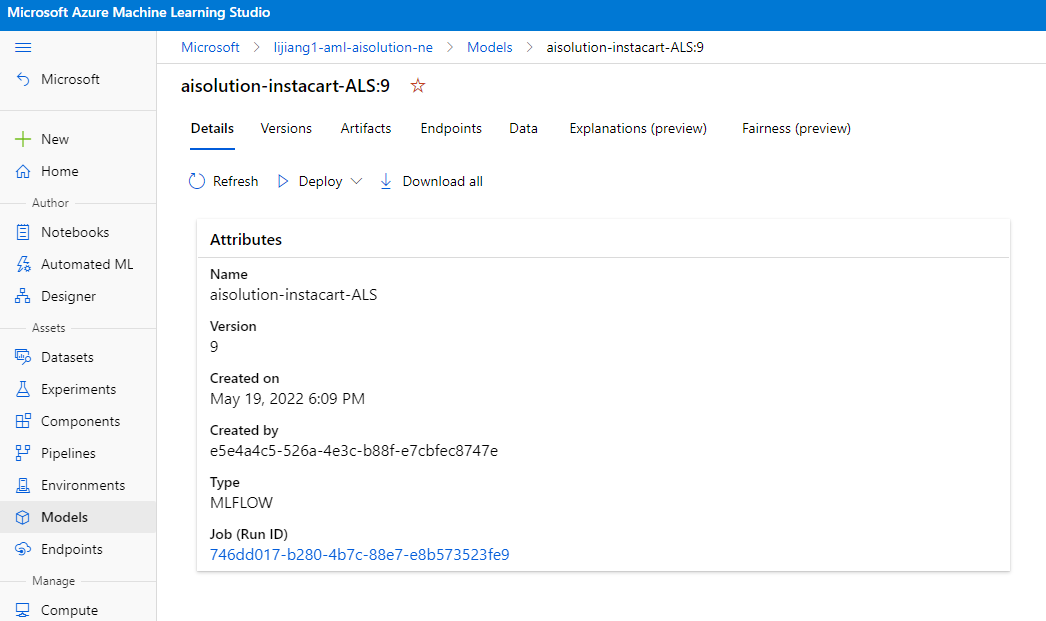 Microsoft Azure Machine Learning Studio
Microsoft > lijiang1-aml-aisolution-ne > Models > aisolution-instacart-ALS:9
Microsoft
New
Home
Author
Notebooks
Automated ML
Designer
Assets
Datasets
Experiments
Components
Pipelines
Environments
Models
Endpoints
Manage
Compute
aisolution-instacart-ALS:9
Details Versions Artifacts Endpoints Data Explanations (preview) Fairness (preview)
Refresh Deploy Download all
Attributes
Name
aisolution-instacart-ALS
Version
9
Created on
May 19, 2022 6:09 PM
Created by
e5e4a4c5-526a-4e3c-b88f-e7cbfec8747e
Type
MLFLOW
Job (Run ID)
746dd017-b280-4b7c-88e7-e8b573523fe9